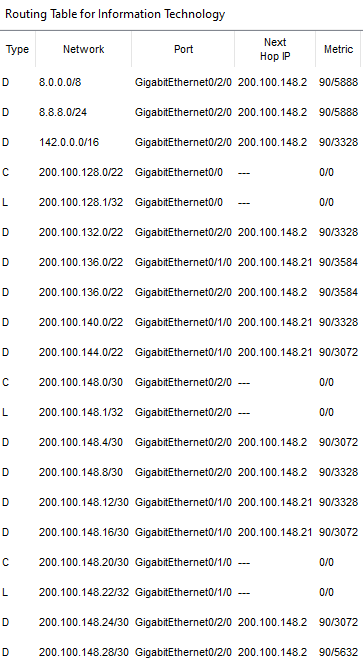 Routing Table for Information Technology
Type Network Port Next Hop IP Metric
D 8.0.0.0/8 GigabitEthernet0/2/0 200.100.148.2 90/5888
D 8.8.8.0/24 GigabitEthernet0/2/0 200.100.148.2 90/5888
D 142.0.0.0/16 GigabitEthernet0/2/0 200.100.148.2 90/3328
C 200.100.128.0/22 GigabitEthernet0/0 --- 0/0
L 200.100.128.1/32 GigabitEthernet0/0 --- 0/0
D 200.100.132.0/22 GigabitEthernet0/2/0 200.100.148.2 90/3328
D 200.100.136.0/22 GigabitEthernet0/1/0 200.100.148.21 90/3584
D 200.100.136.0/22 GigabitEthernet0/2/0 200.100.148.2 90/3584
D 200.100.140.0/22 GigabitEthernet0/1/0 200.100.148.21 90/3328
D 200.100.144.0/22 GigabitEthernet0/1/0 200.100.148.21 90/3072
C 200.100.148.0/30 GigabitEthernet0/2/0 --- 0/0
L 200.100.148.1/32 GigabitEthernet0/2/0 --- 0/0
D 200.100.148.4/30 GigabitEthernet0/2/0 200.100.148.2 90/3072
D 200.100.148.8/30 GigabitEthernet0/2/0 200.100.148.2 90/3328
D 200.100.148.12/30 GigabitEthernet0/1/0 200.100.148.21 90/3328
D 200.100.148.16/30 GigabitEthernet0/1/0 200.100.148.21 90/3072
C 200.100.148.20/30 GigabitEthernet0/1/0 --- 0/0
L 200.100.148.22/32 GigabitEthernet0/1/0 --- 0/0
D 200.100.148.24/30 GigabitEthernet0/2/0 200.100.148.2 90/3072
D 200.100.148.28/30 GigabitEthernet0/2/0 200.100.148.2 90/5632